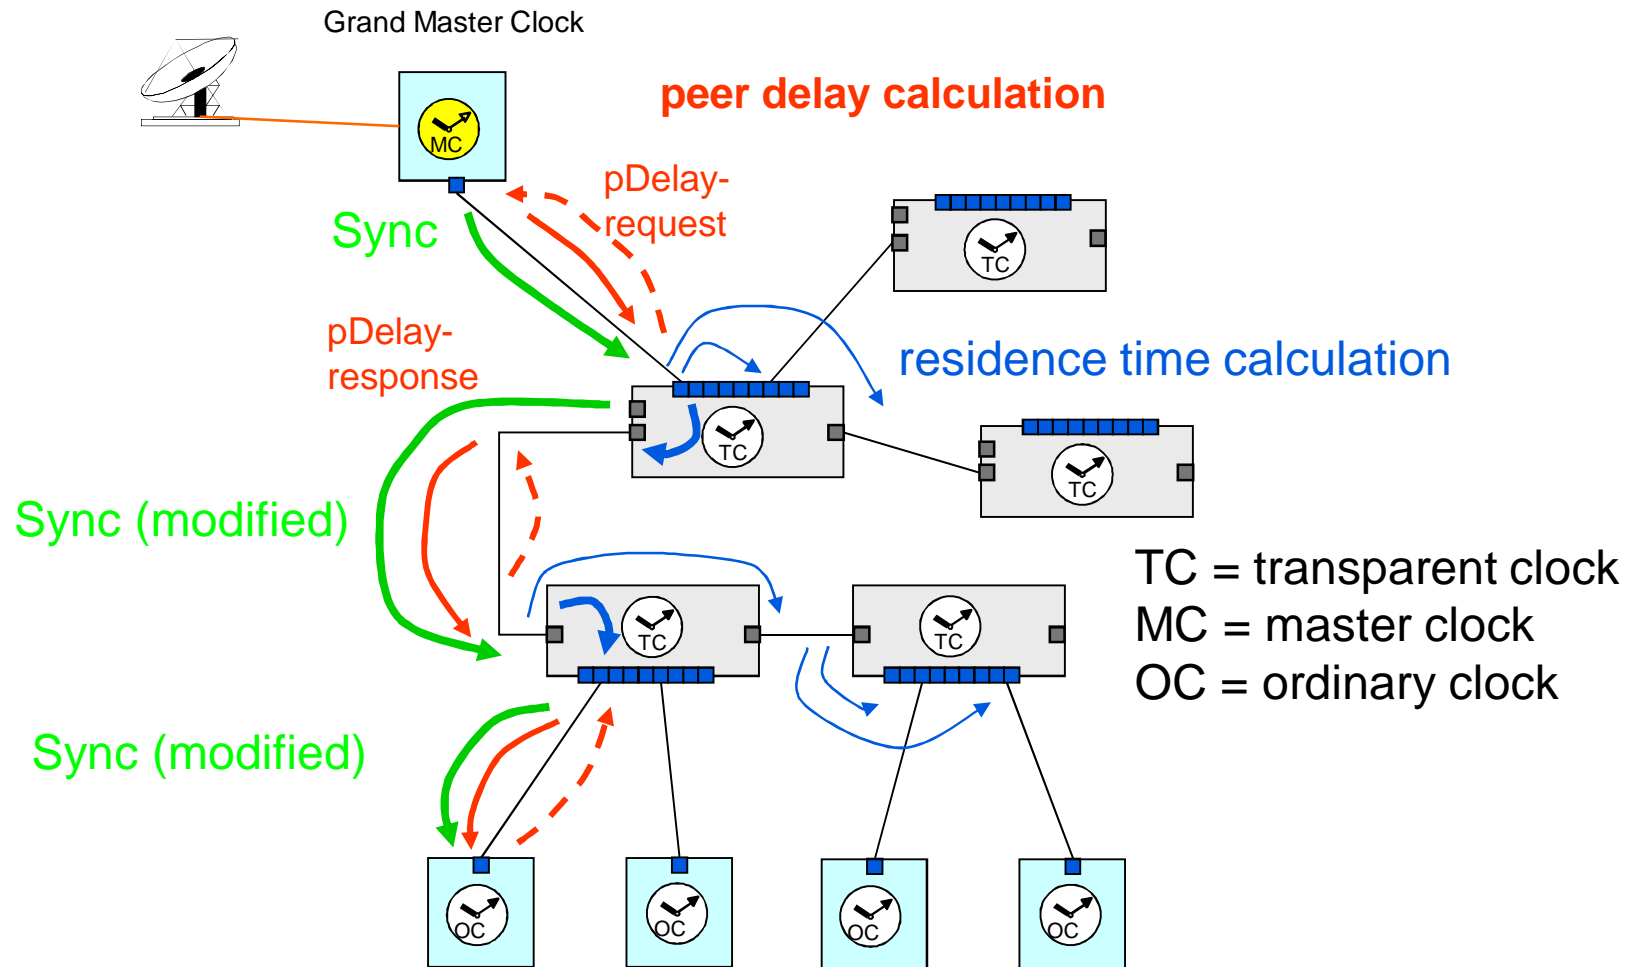 Grand Master Clock
peer delay calculation
MC
pDelay-
request
Sync
TC
pDelay-
response
residence time calculation
TC
TC
Sync (modified)
TC = transparent clock
MC = master clock
OC = ordinary clock
TC
TC
Sync (modified)
OC
OC
OC
OC